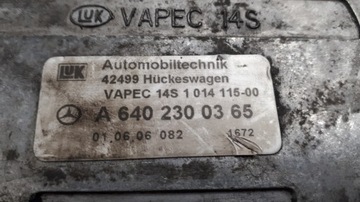 LUK VAPEC 14S
LUK Automobiltechnik
42499 Hückeswagen
VAPEC 14S 1 014 115-00
A 640 230 03 65
01.06.06 082 1672